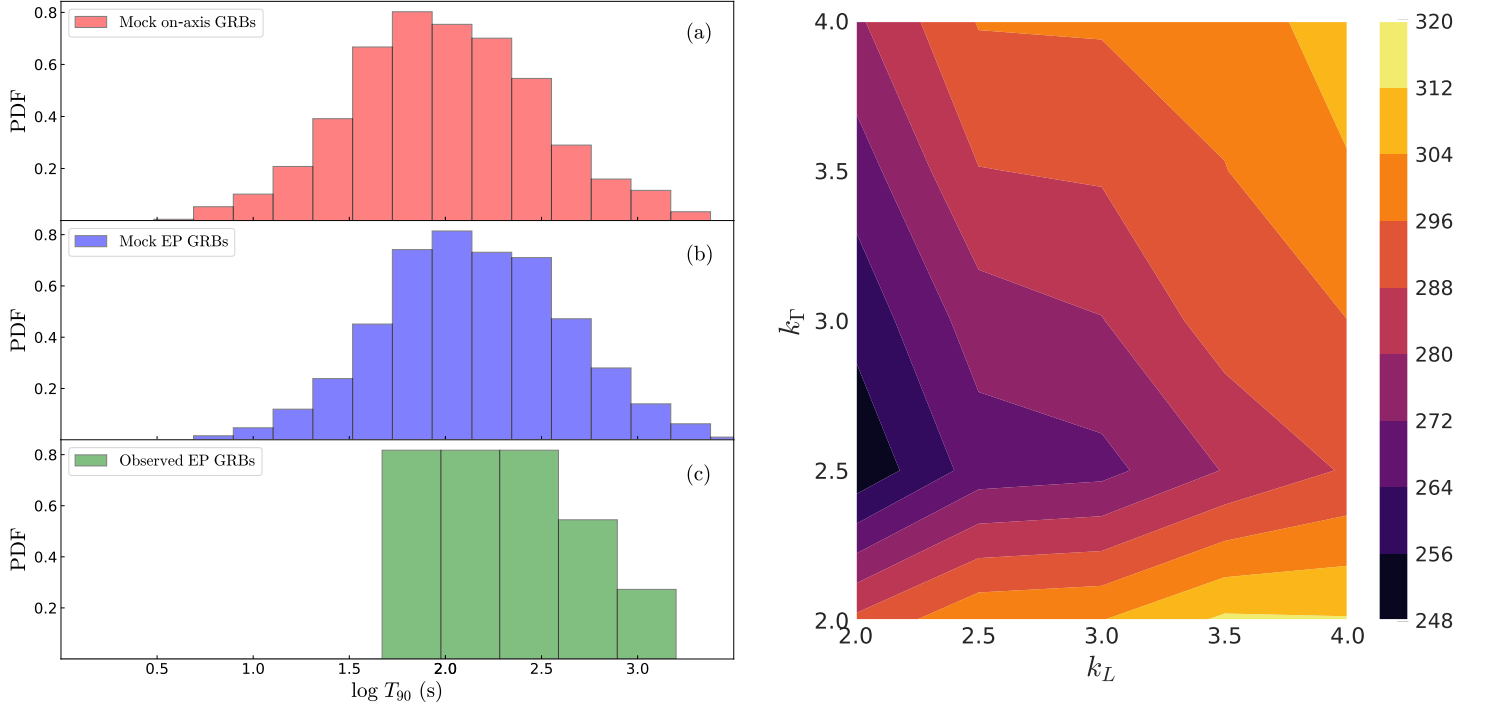 Mock on-axis GRBs
(a)
PDF
0.8
0.6
0.4
0.2
Mock EP GRBs
(b)
PDF
0.8
0.6
0.4
0.2
Observed EP GRBs
(c)
PDF
0.8
0.6
0.4
0.2
0.5 1.0 1.5 2.0 2.5 3.0
log T₉₀ (s)
4.0
3.5
3.0
2.5
2.0
k_Γ
2.0 2.5 3.0 3.5 4.0
k_L
320
312
304
296
288
280
272
264
256
248